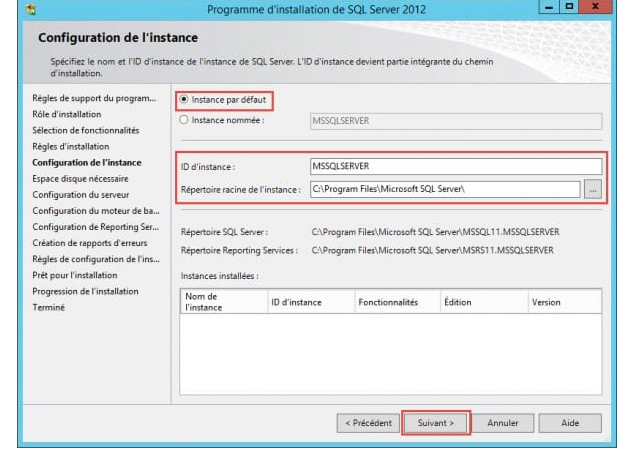 Programme d'installation de SQL Server 2012
Configuration de l'instance
Spécifiez le nom et l'ID d'instance de l'instance de SQL Server. L'ID d'instance devient partie intégrante du chemin
d'installation.
Règles de support du program...
Rôle d'installation
Sélection de fonctionnalités
Règles d'installation
Configuration de l'instance
Espace disque nécessaire
Configuration du serveur
Configuration du moteur de ba...
Configuration de Reporting Ser...
Création de rapports d'erreurs
Règles de configuration de l'ins...
Prêt pour l'installation
Progression de l'installation
Terminé
Instance par défaut
Instance nommée : MSSQLSERVER
ID d'instance : MSSQLSERVER
Répertoire racine de l'instance : C:\Program Files\Microsoft SQL Server\ ...
Répertoire SQL Server : C:\Program Files\Microsoft SQL Server\MSSQL11.MSSQLSERVER
Répertoire Reporting Services : C:\Program Files\Microsoft SQL Server\MSRS11.MSSQLSERVER
Instances installées :
Nom de
l'instance ID d'instance Fonctionnalités Édition Version
< Précédent Suivant > Annuler Aide